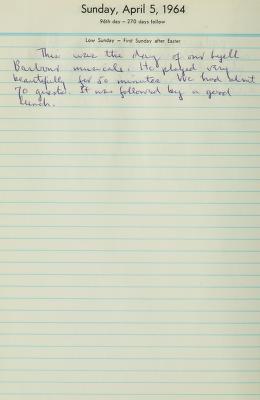 Sunday, April 5, 1964
96th day – 270 days follow
Low Sunday – First Sunday after Easter
This was the day of our Lyell
Barbour musicale. He played very
beautifully for 50 minutes We had about
70 guests. It was followed by a good
lunch.